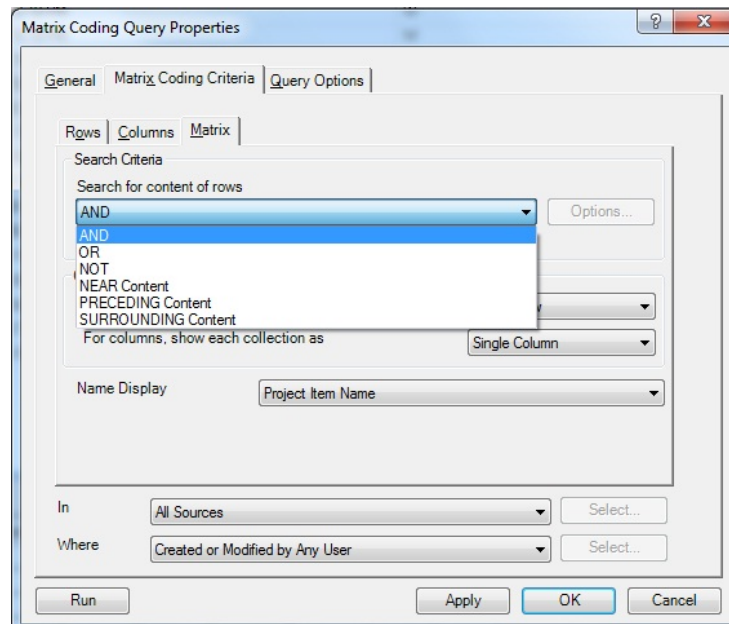 Matrix Coding Query Properties
General Matrix Coding Criteria Query Options
Rows Columns Matrix
Search Criteria
Search for content of rows
AND Options...
AND
OR
NOT
NEAR Content
PRECEDING Content
SURROUNDING Content
For columns, show each collection as Single Column
Name Display Project Item Name
In All Sources Select...
Where Created or Modified by Any User Select...
Run Apply OK Cancel